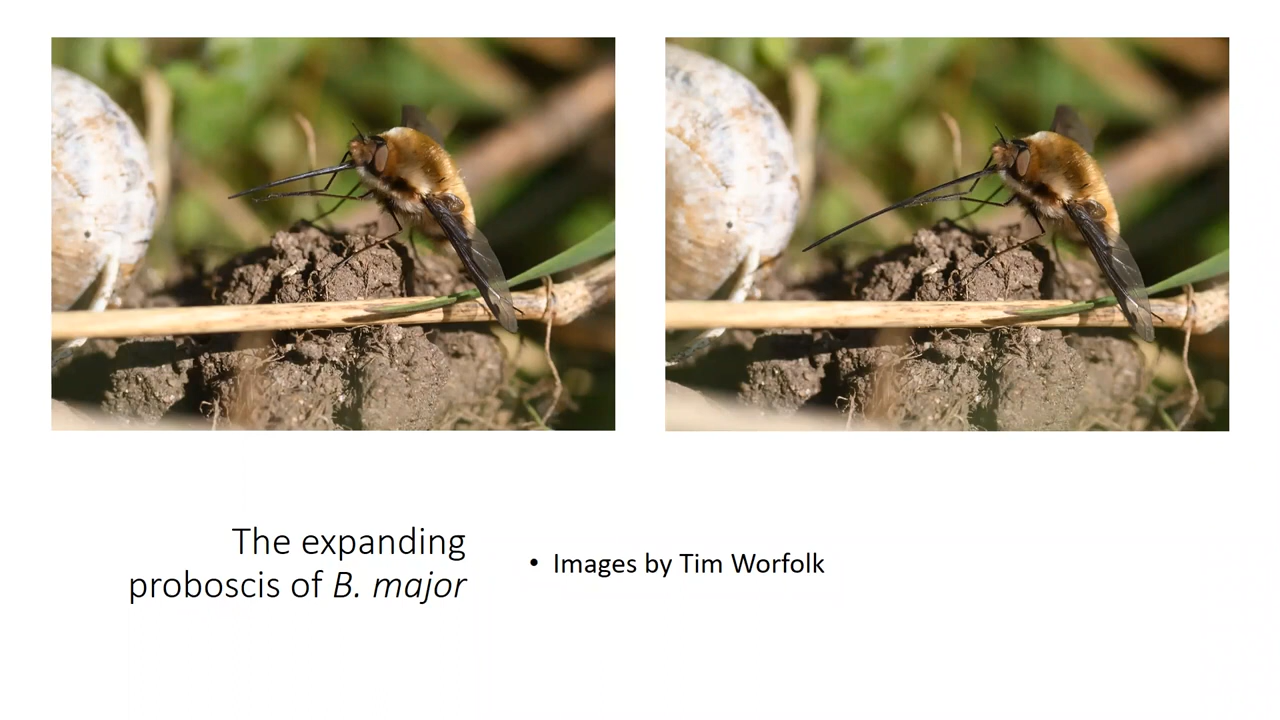 The expanding
proboscis of B. major
• Images by Tim Worfolk